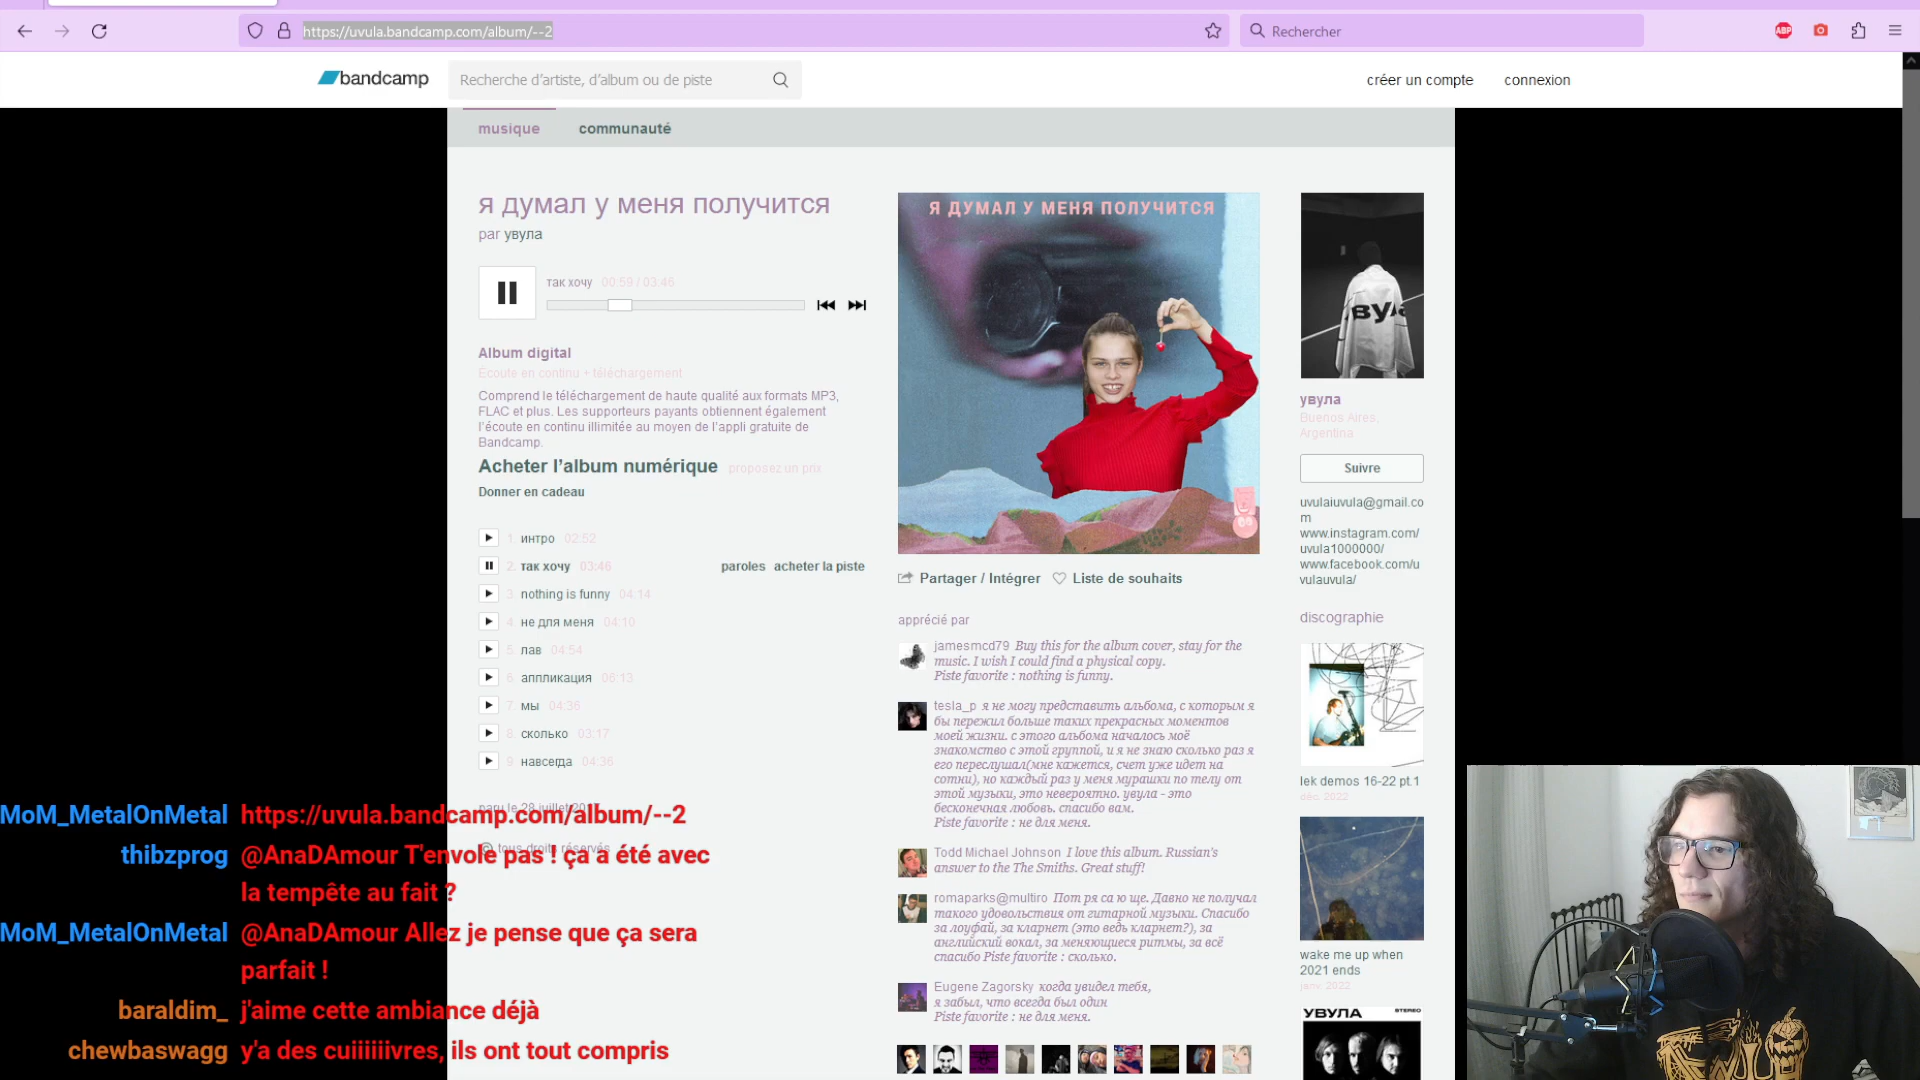 https://uvula.bandcamp.com/album/--2
Rechercher
ABP
bandcamp
Recherche d'artiste, d'album ou de piste
créer un compte
connexion
musique
communauté
я думал у меня получится
par увула
так хочу 00:59 / 03:46
Album digital
Écoute en continu + téléchargement
Comprend le téléchargement de haute qualité aux formats MP3,
FLAC et plus. Les supporteurs payants obtiennent également
l'écoute en continu illimitée au moyen de l'appli gratuite de
Bandcamp.
Acheter l'album numérique proposez un prix
Donner en cadeau
1. интро 02:52
2. так хочу 03:46 paroles acheter la piste
3. nothing is funny 04:14
4. не для меня 04:10
5. лав 04:54
6. аппликация 06:13
7. мы 04:36
8. сколько 03:17
9. навсегда 04:36
paru le 28 juillet
tous droits réservés
Я ДУМАЛ У МЕНЯ ПОЛУЧИТСЯ
Partager / Intégrer Liste de souhaits
apprécié par
jamesmcd79 Buy this for the album cover, stay for the
music. I wish I could find a physical copy.
Piste favorite : nothing is funny.
tesla_p я не могу представить альбома, с которым я
бы пережил больше таких прекрасных моментов
моей жизни. с этого альбома началось моё
знакомство с этой группой, и я не знаю сколько раз я
его переслушал(мне кажется, счет уже идет на
сотни), но каждый раз у меня мурашки по телу от
этой музыки, это невероятно. увула - это
бесконечная любовь. спасибо вам.
Piste favorite : не для меня.
Todd Michael Johnson I love this album. Russian's
answer to the The Smiths. Great stuff!
romaparks@multiro Пот ря са ю ще. Давно не получал
такого удовольствия от гитарной музыки. Спасибо
за лоуфай, за кларнет (это ведь кларнет?), за
английский вокал, за меняющиеся ритмы, за всё
спасибо Piste favorite : сколько.
Eugene Zagorsky когда увидел тебя,
я забыл, что всегда был один
Piste favorite : не для меня.
увула
Buenos Aires,
Argentina
Suivre
uvulaiuvula@gmail.co
m
www.instagram.com/
uvula1000000/
www.facebook.com/u
vulauvula/
discographie
lek demos 16-22 pt.1
déc. 2022
wake me up when
2021 ends
janv. 2022
УВУЛА STEREO
MoM_MetalOnMetal https://uvula.bandcamp.com/album/--2
thibzprog @AnaDAmour T'envole pas ! ça a été avec
la tempête au fait ?
MoM_MetalOnMetal @AnaDAmour Allez je pense que ça sera
parfait !
baraldim_ j'aime cette ambiance déjà
chewbaswagg y'a des cuiiiiiivres, ils ont tout compris